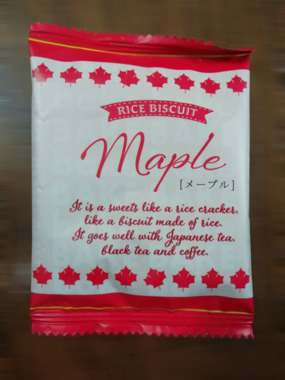 RICE BISCUIT
Maple
[メープル]
It is a sweets like a rice cracker,
like a biscuit made of rice.
It goes well with Japanese tea,
black tea and coffee.